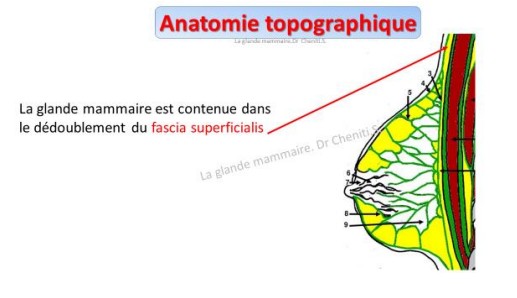 Anatomie topographique
La glande mammaire.Dr Cheniti.S.
La glande mammaire est contenue dans
le dédoublement du fascia superficialis
La glande mammaire. Dr Cheniti.S.
3
4
5
6
7
8
9